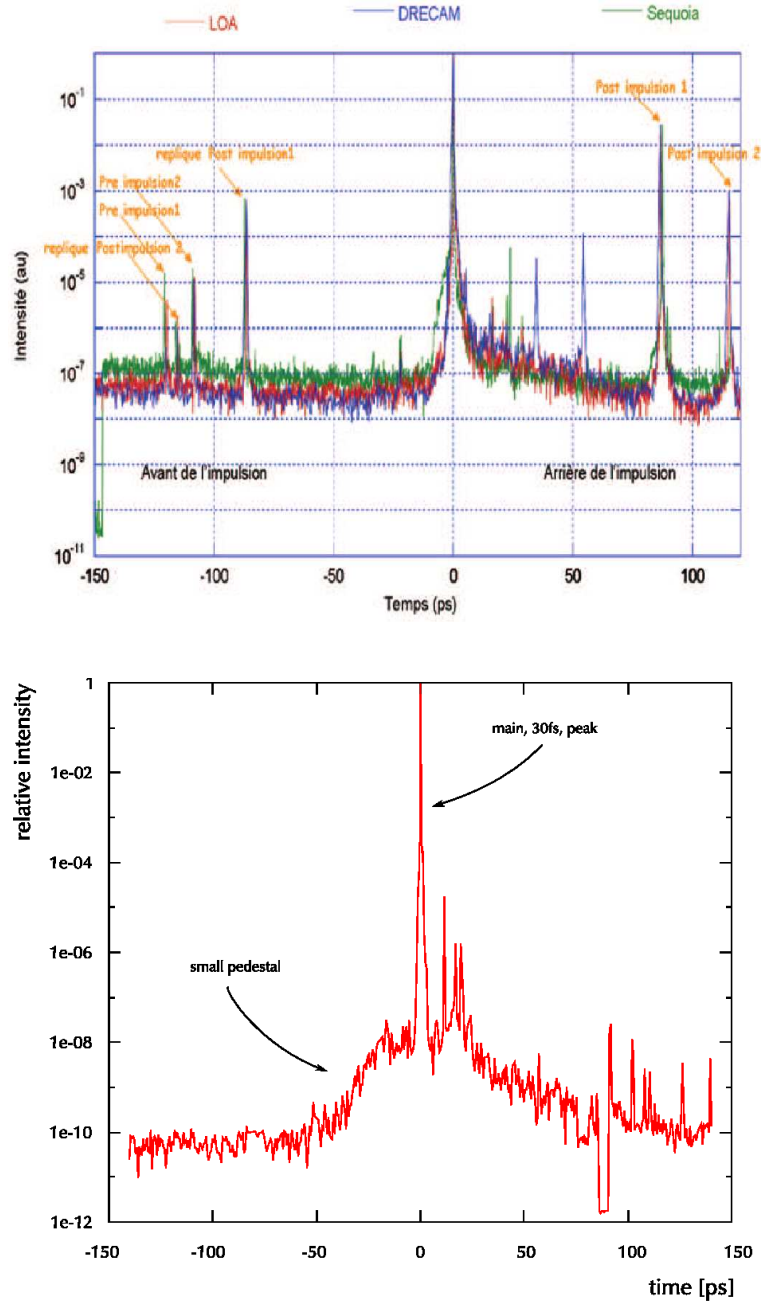 LOA DRECAM Sequoia
Post impulsion 1
replique Post impulsion1
Post impulsion 2
Pre impulsion2
Pre impulsion1
replique Postimpulsion 2
Intensité (au)
10-1
10-3
10-5
10-7
10-9
10-11
Avant de l'impulsion Arrière de l'impulsion
-150 -100 -50 0 50 100
Temps (ps)
relative intensity
1
main, 30fs, peak
1e-02
1e-04
1e-06
small pedestal
1e-08
1e-10
1e-12
-150 -100 -50 0 50 100 150
time [ps]